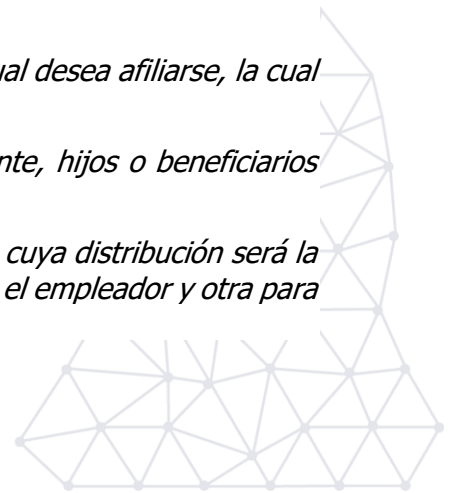 ual desea afiliarse, la cual
nte, hijos o beneficiarios
cuya distribución será la
el empleador y otra para